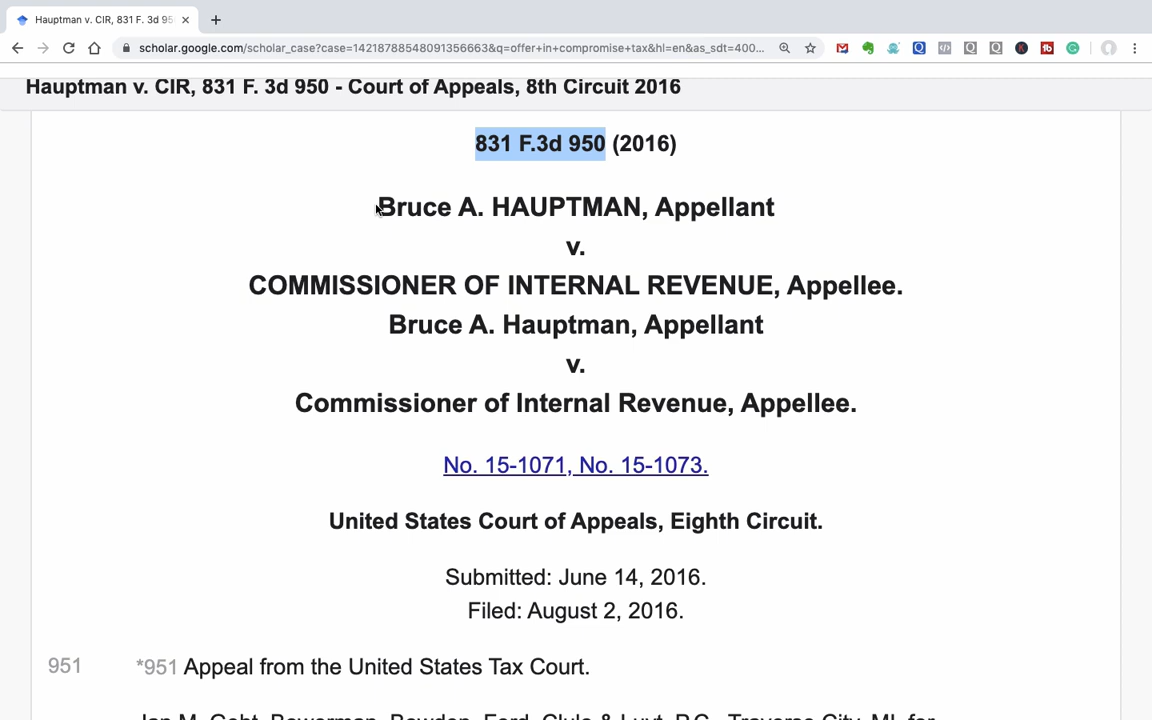 Hauptman v. CIR, 831 F. 3d 95
scholar.google.com/scholar_case?case=14218788548091356663&q=offer+in+compromise+tax&hl=en&as_sdt=400...
Hauptman v. CIR, 831 F. 3d 950 - Court of Appeals, 8th Circuit 2016
831 F.3d 950 (2016)
Bruce A. HAUPTMAN, Appellant
v.
COMMISSIONER OF INTERNAL REVENUE, Appellee.
Bruce A. Hauptman, Appellant
v.
Commissioner of Internal Revenue, Appellee.
No. 15-1071, No. 15-1073.
United States Court of Appeals, Eighth Circuit.
Submitted: June 14, 2016.
Filed: August 2, 2016.
951 *951 Appeal from the United States Tax Court.